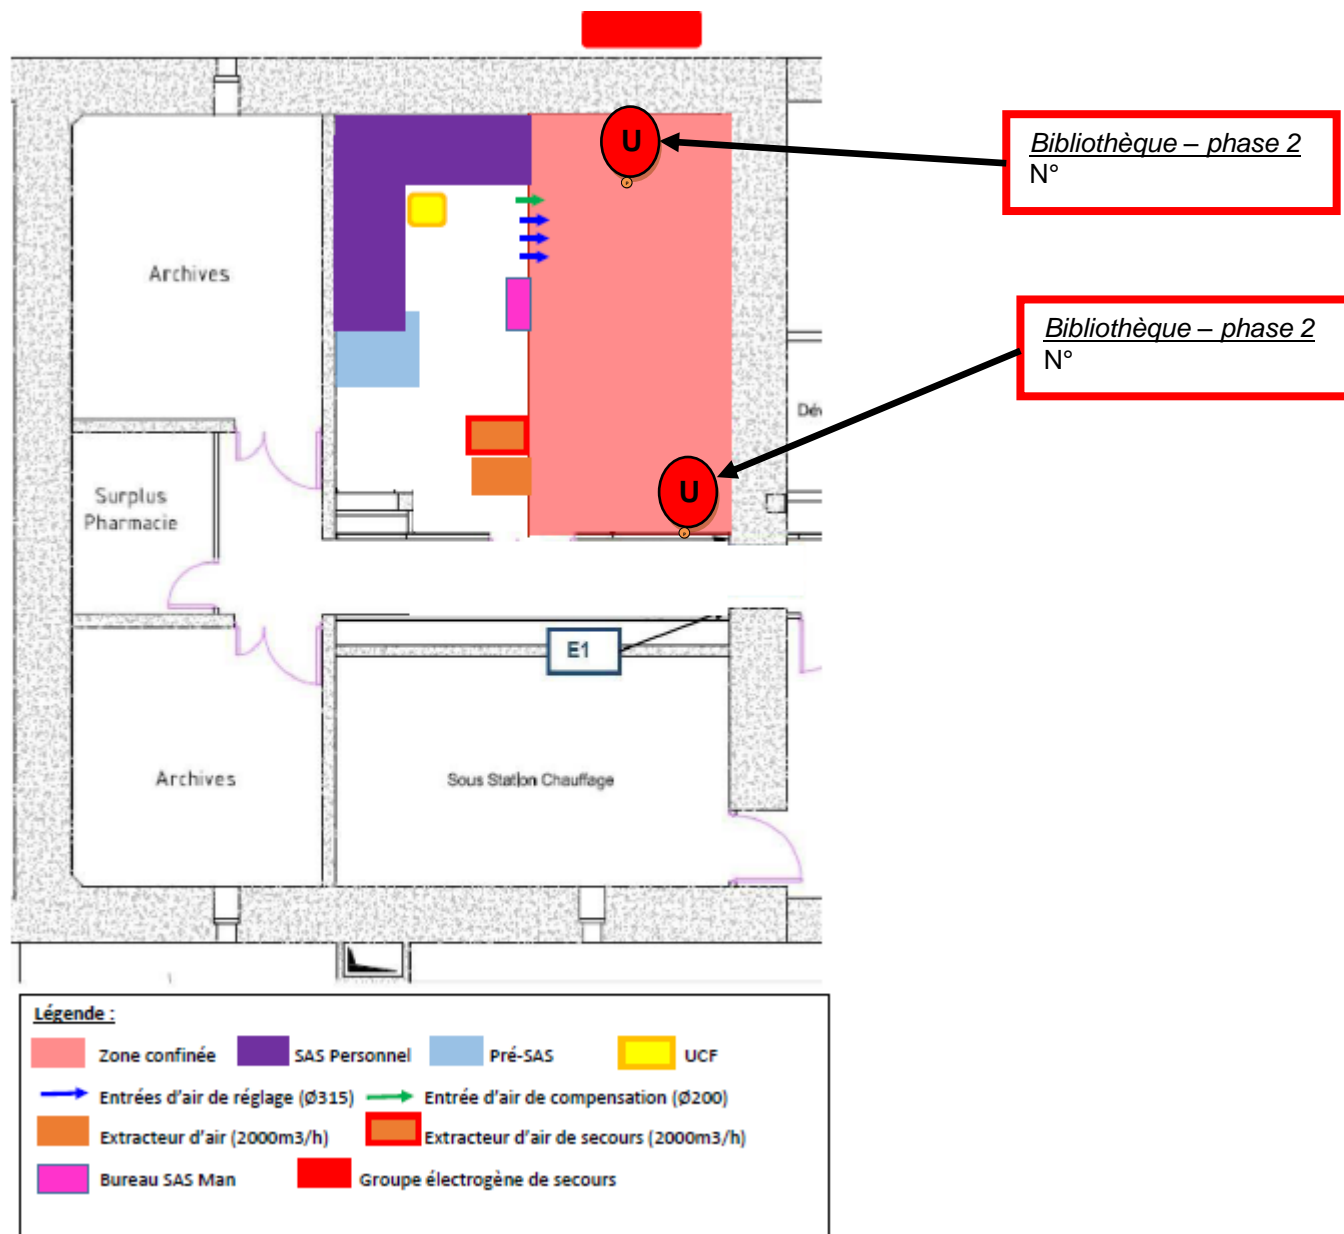 U
Bibliothèque – phase 2
N°
Archives
Bibliothèque – phase 2
N°
Dév
Surplus
Pharmacie
U
E1
Archives
Sous Station Chauffage
Légende :
Zone confinée SAS Personnel Pré-SAS UCF
Entrées d'air de réglage (Ø315) Entrée d'air de compensation (Ø200)
Extracteur d'air (2000m3/h) Extracteur d'air de secours (2000m3/h)
Bureau SAS Man Groupe électrogène de secours